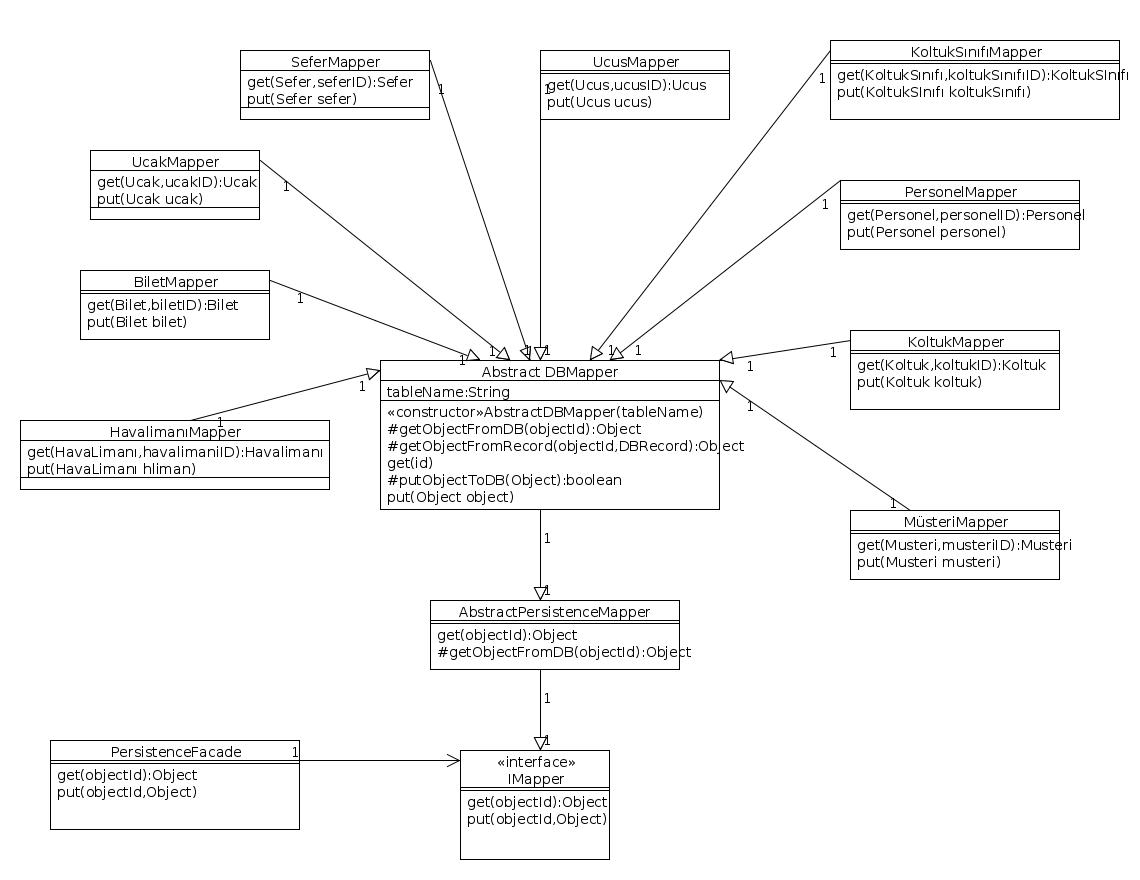 SeferMapper
get(Sefer,seferID):Sefer
put(Sefer sefer)
1
UcusMapper
get(Ucus,ucusID):Ucus
put(Ucus ucus)
1
KoltukSınıfıMapper
get(KoltukSınıfı,koltukSınıfıID):KoltukSInıfı
put(KoltukSInıfı koltukSınıfı)
1
UcakMapper
get(Ucak,ucakID):Ucak
put(Ucak ucak)
1
PersonelMapper
get(Personel,personelID):Personel
put(Personel personel)
1
BiletMapper
get(Bilet,biletID):Bilet
put(Bilet bilet)
1
KoltukMapper
get(Koltuk,koltukID):Koltuk
put(Koltuk koltuk)
1
1
1
1
1
1
1
1
1
1
Abstract DBMapper
tableName:String
«constructor»AbstractDBMapper(tableName)
#getObjectFromDB(objectId):Object
#getObjectFromRecord(objectId,DBRecord):Object
get(id)
#putObjectToDB(Object):boolean
put(Object object)
1
HavalimanıMapper
get(HavaLimanı,havalimaniID):Havalimanı
put(HavaLimanı hliman)
1
MüsteriMapper
get(Musteri,musteriID):Musteri
put(Musteri musteri)
1
1
AbstractPersistenceMapper
get(objectId):Object
#getObjectFromDB(objectId):Object
1
1
PersistenceFacade
get(objectId):Object
put(objectId,Object)
1
«interface»
IMapper
get(objectId):Object
put(objectId,Object)